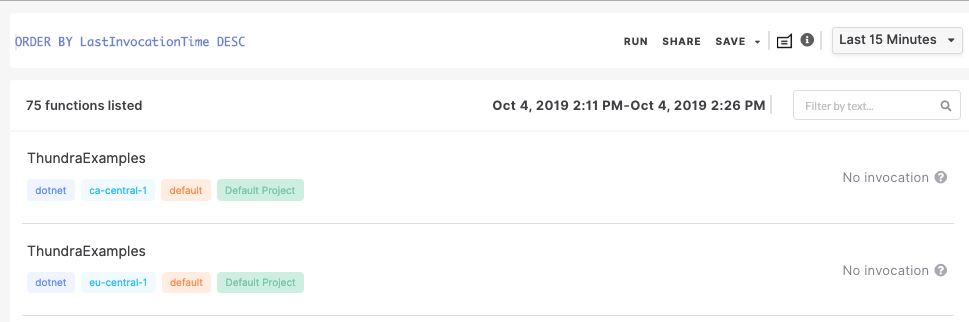 ORDER BY LastInvocationTime DESC RUN SHARE SAVE Last 15 Minutes
75 functions listed Oct 4, 2019 2:11 PM-Oct 4, 2019 2:26 PM Filter by text...
ThundraExamples
dotnet ca-central-1 default Default Project No invocation
ThundraExamples
dotnet eu-central-1 default Default Project No invocation